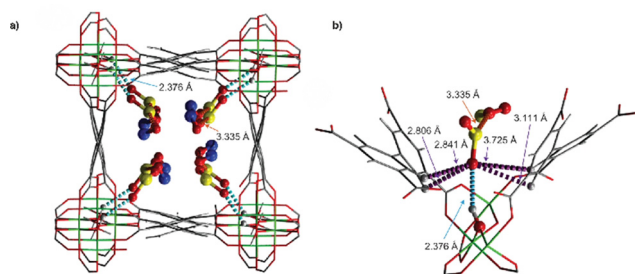 a)
2.376 Å
3.335 Å
b)
3.335 Å
3.111 Å
2.806 Å
2.841 Å
3.725 Å
2.376 Å